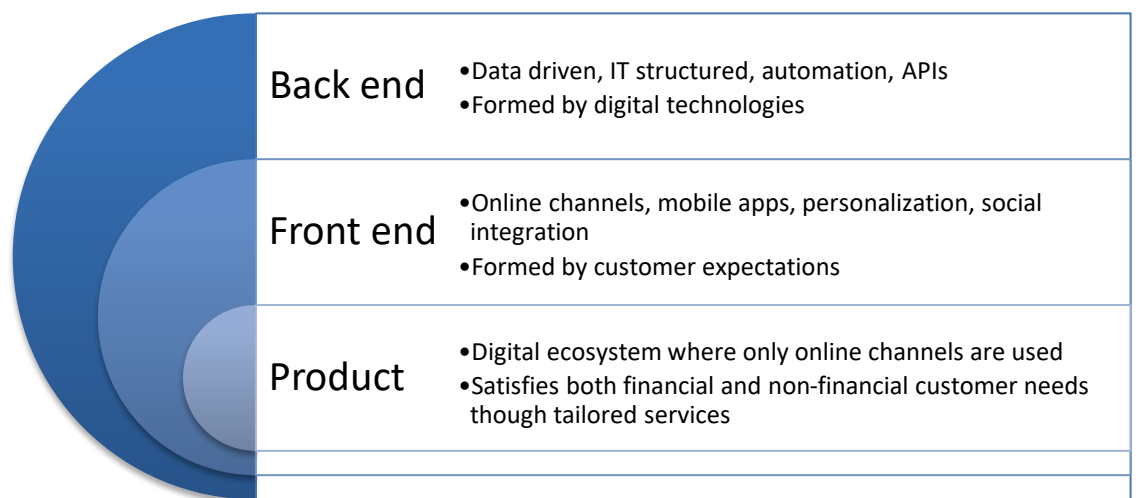 Back end
•Data driven, IT structured, automation, APIs
•Formed by digital technologies
Front end
•Online channels, mobile apps, personalization, social
integration
•Formed by customer expectations
Product
•Digital ecosystem where only online channels are used
•Satisfies both financial and non-financial customer needs
though tailored services